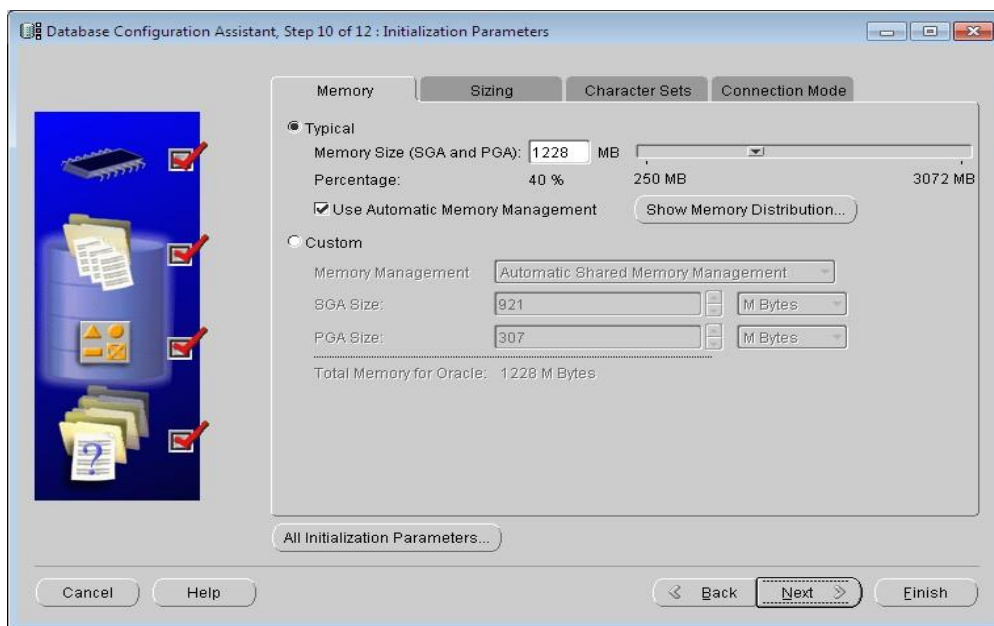 Database Configuration Assistant, Step 10 of 12 : Initialization Parameters
Memory Sizing Character Sets Connection Mode
Typical
Memory Size (SGA and PGA): 1228 MB
Percentage: 40 % 250 MB 3072 MB
Use Automatic Memory Management Show Memory Distribution...
Custom
Memory Management Automatic Shared Memory Management
SGA Size: 921 M Bytes
PGA Size: 307 M Bytes
Total Memory for Oracle: 1228 M Bytes
?
All Initialization Parameters...
Cancel Help Back Next Finish